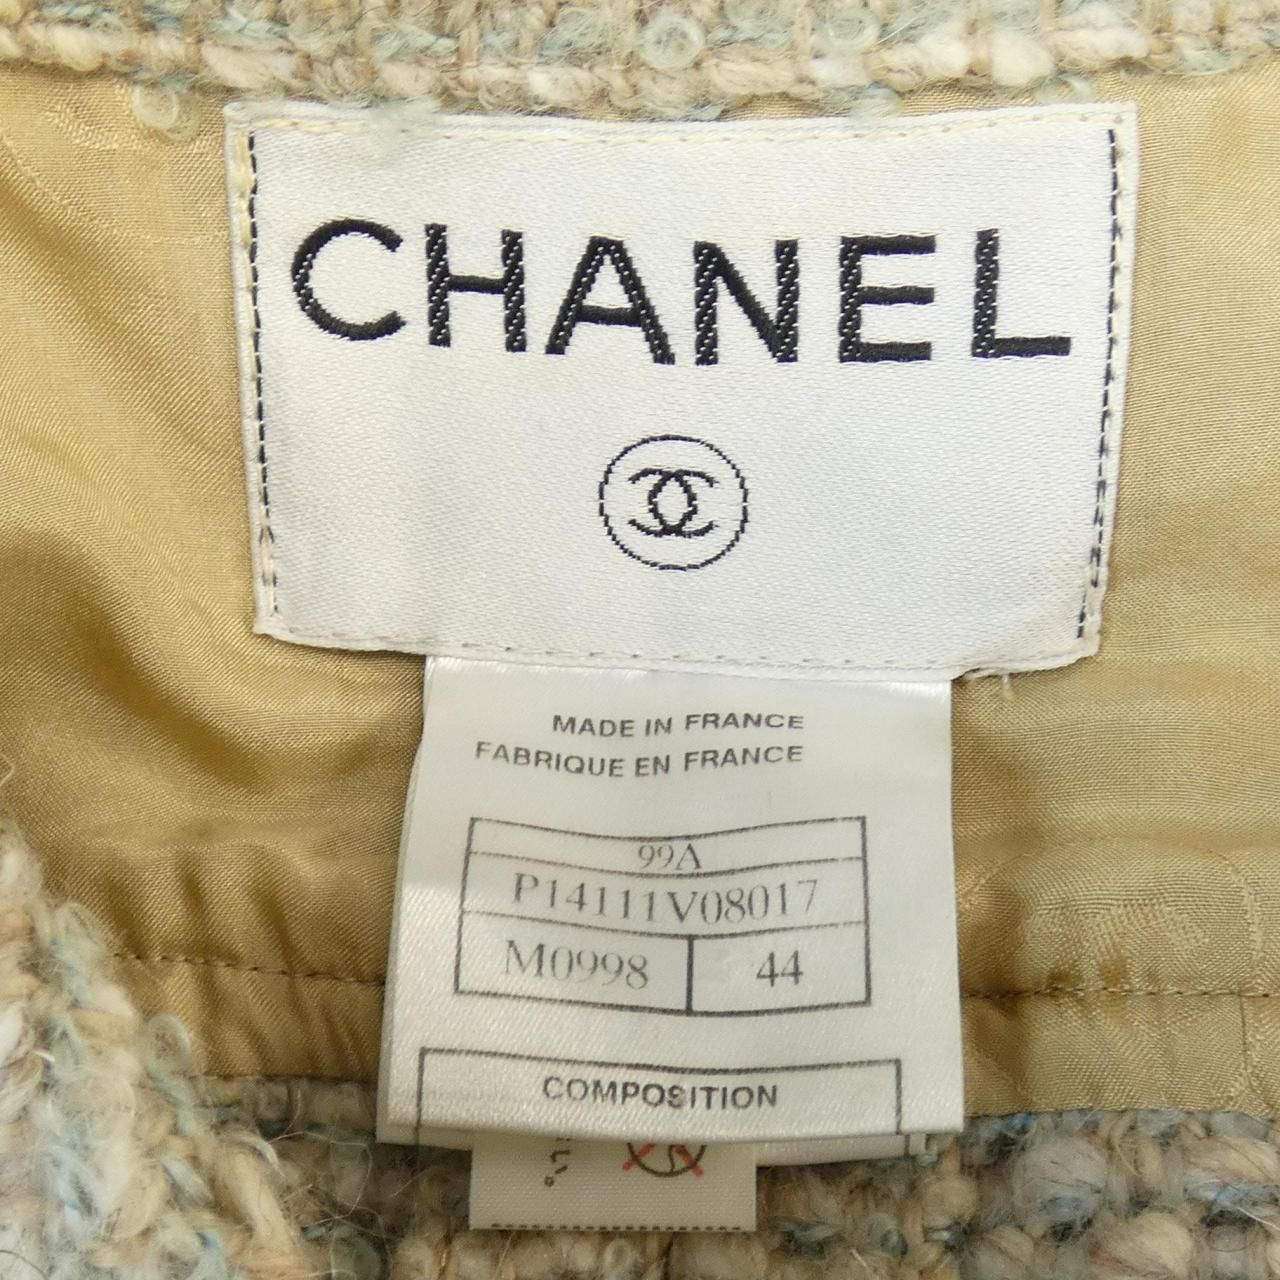 CHANEL
MADE IN FRANCE
FABRIQUE EN FRANCE
99A
P14111V08017
M0998 44
COMPOSITION